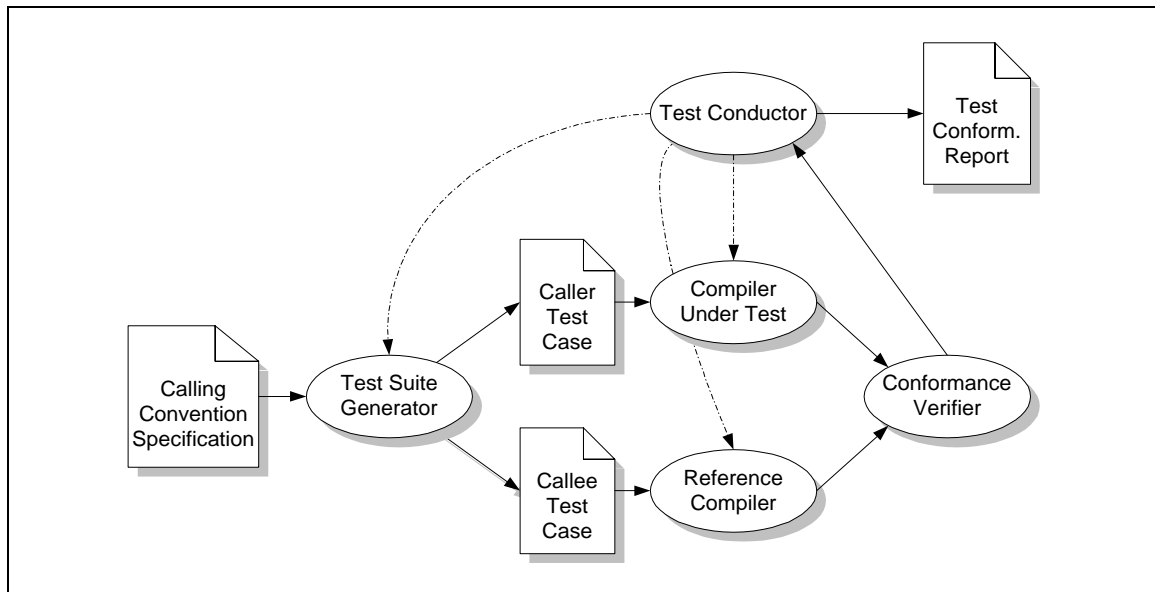 Test Conductor
Test
Conform.
Report
Caller
Test
Case
Compiler
Under Test
Calling
Convention
Specification
Test Suite
Generator
Conformance
Verifier
Callee
Test
Case
Reference
Compiler